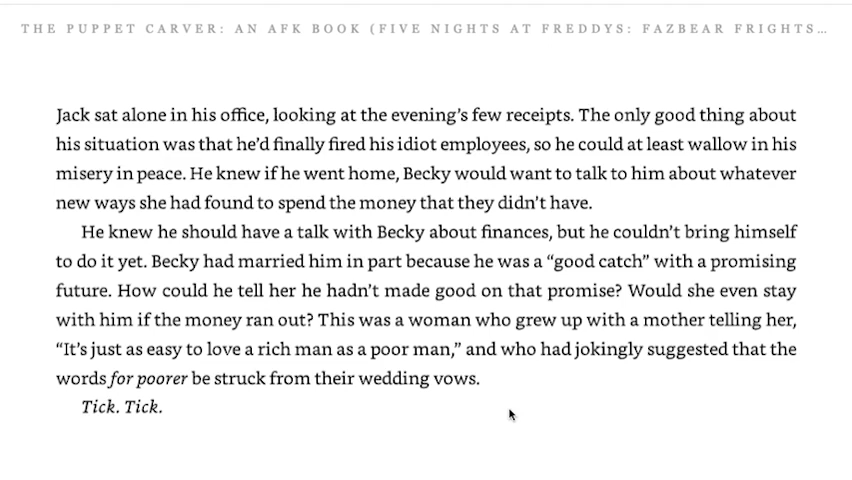 THE PUPPET CARVER: AN AFK BOOK (FIVE NIGHTS AT FREDDYS: FAZBEAR FRIGHTS...
Jack sat alone in his office, looking at the evening’s few receipts. The only good thing about
his situation was that he’d finally fired his idiot employees, so he could at least wallow in his
misery in peace. He knew if he went home, Becky would want to talk to him about whatever
new ways she had found to spend the money that they didn’t have.
He knew he should have a talk with Becky about finances, but he couldn’t bring himself
to do it yet. Becky had married him in part because he was a “good catch” with a promising
future. How could he tell her he hadn’t made good on that promise? Would she even stay
with him if the money ran out? This was a woman who grew up with a mother telling her,
“It’s just as easy to love a rich man as a poor man,” and who had jokingly suggested that the
words for poorer be struck from their wedding vows.
Tick. Tick.